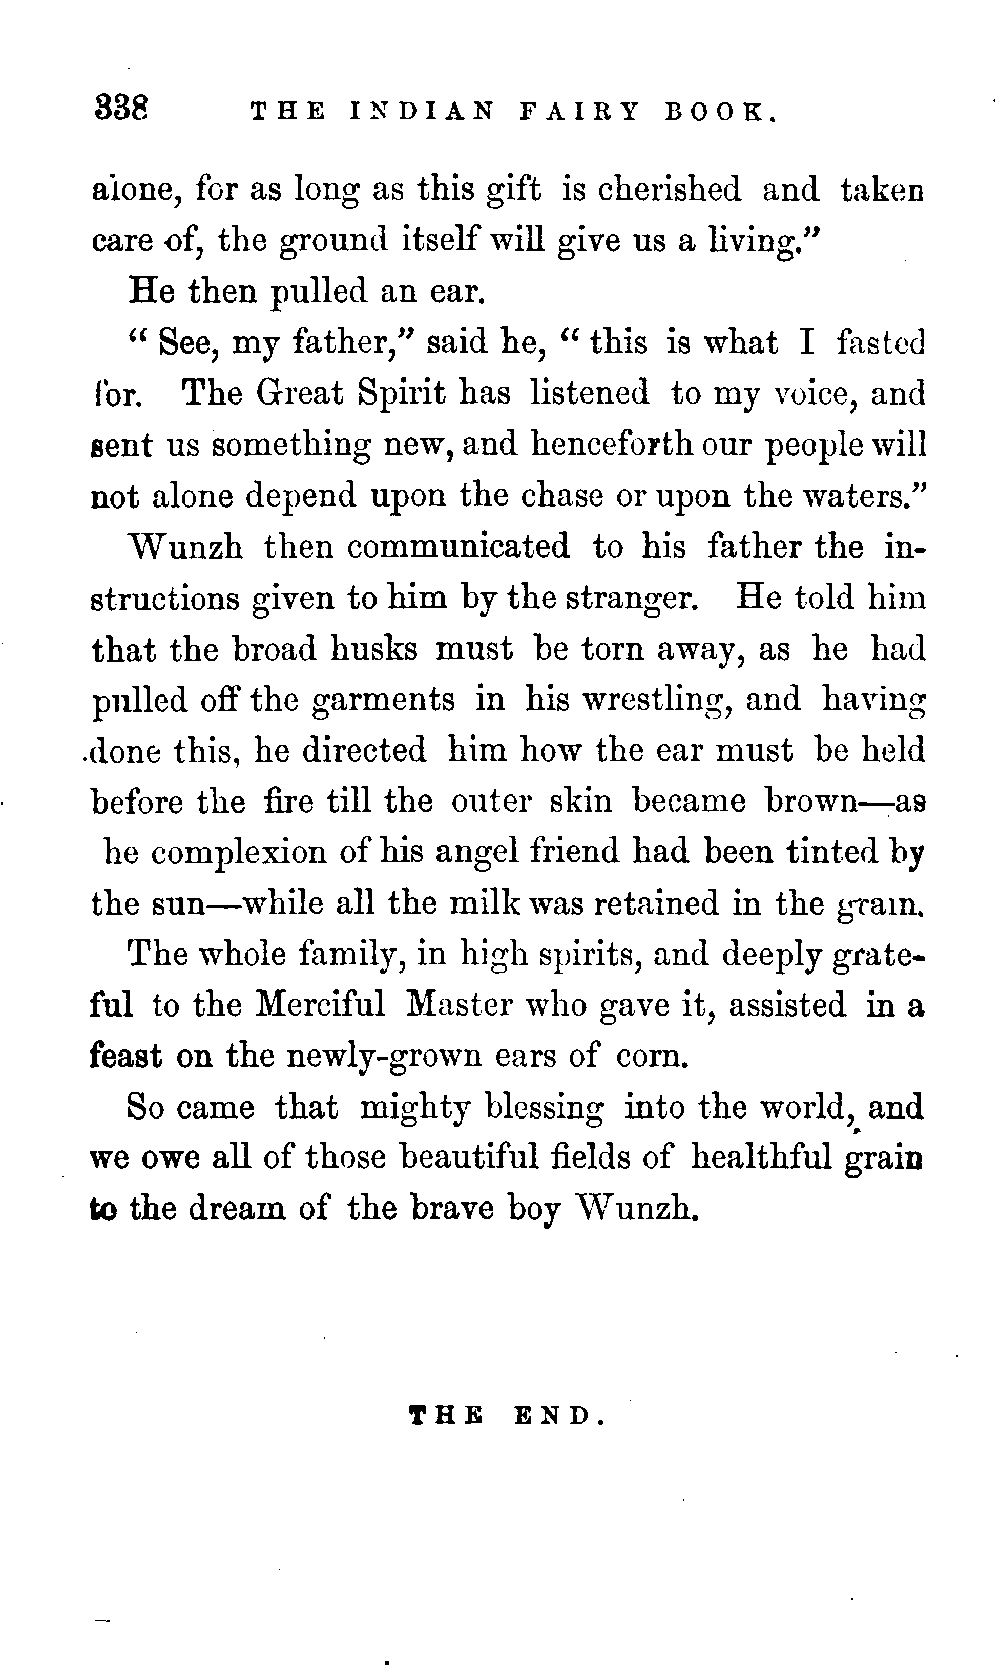 338 THE INDIAN FAIRY BOOK.
alone, for as long as this gift is cherished and taken
care of, the ground itself will give us a living.”
He then pulled an ear.
“ See, my father,” said he, “ this is what I fasted
for. The Great Spirit has listened to my voice, and
sent us something new, and henceforth our people will
not alone depend upon the chase or upon the waters.”
Wunzh then communicated to his father the in-
structions given to him by the stranger. He told him
that the broad husks must be torn away, as he had
pulled off the garments in his wrestling, and having
done this, he directed him how the ear must be held
before the fire till the outer skin became brown—as
he complexion of his angel friend had been tinted by
the sun—while all the milk was retained in the grain.
The whole family, in high spirits, and deeply grate-
ful to the Merciful Master who gave it, assisted in a
feast on the newly-grown ears of corn.
So came that mighty blessing into the world, and
we owe all of those beautiful fields of healthful grain
to the dream of the brave boy Wunzh.
THE END.